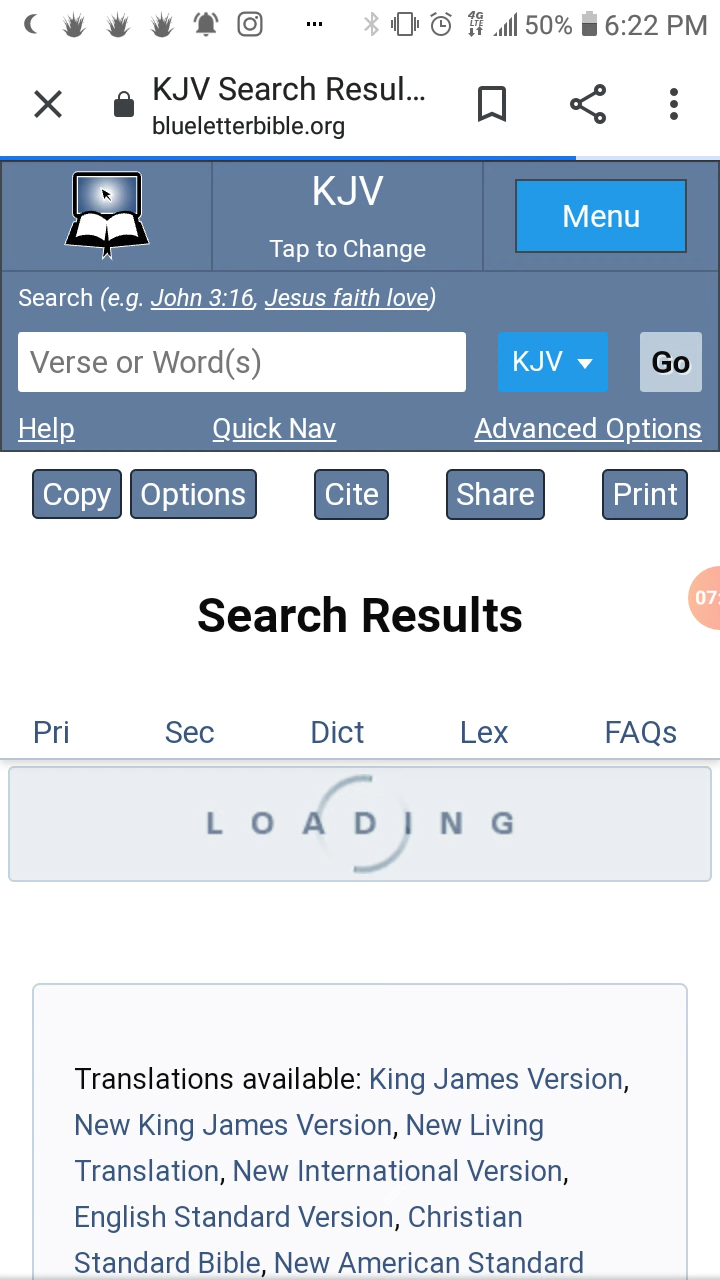 4G LTE 50% 6:22 PM
KJV Search Resul...
blueletterbible.org
KJV
Tap to Change
Menu
Search (e.g. John 3:16, Jesus faith love)
Verse or Word(s) KJV Go
Help Quick Nav Advanced Options
Copy Options Cite Share Print
Search Results
07:
Pri Sec Dict Lex FAQs
LOADING
Translations available: King James Version,
New King James Version, New Living
Translation, New International Version,
English Standard Version, Christian
Standard Bible, New American Standard